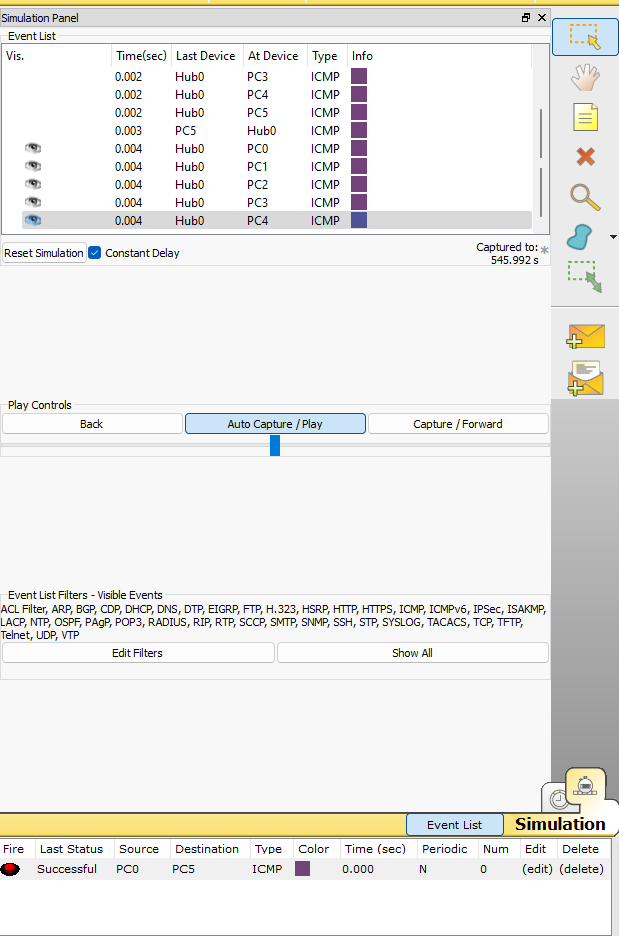 Simulation Panel
Event List
Vis. Time(sec) Last Device At Device Type Info
0.002 Hub0 PC3 ICMP
0.002 Hub0 PC4 ICMP
0.002 Hub0 PC5 ICMP
0.003 PC5 Hub0 ICMP
0.004 Hub0 PC0 ICMP
0.004 Hub0 PC1 ICMP
0.004 Hub0 PC2 ICMP
0.004 Hub0 PC3 ICMP
0.004 Hub0 PC4 ICMP
Reset Simulation Constant Delay Captured to: *
545.992 s
Play Controls
Back Auto Capture / Play Capture / Forward
Event List Filters - Visible Events
ACL Filter, ARP, BGP, CDP, DHCP, DNS, DTP, EIGRP, FTP, H.323, HSRP, HTTP, HTTPS, ICMP, ICMPv6, IPSec, ISAKMP,
LACP, NTP, OSPF, PAgP, POP3, RADIUS, RIP, RTP, SCCP, SMTP, SNMP, SSH, STP, SYSLOG, TACACS, TCP, TFTP,
Telnet, UDP, VTP
Edit Filters Show All
Event List Simulation
Fire Last Status Source Destination Type Color Time (sec) Periodic Num Edit Delete
Successful PC0 PC5 ICMP 0.000 N 0 (edit) (delete)